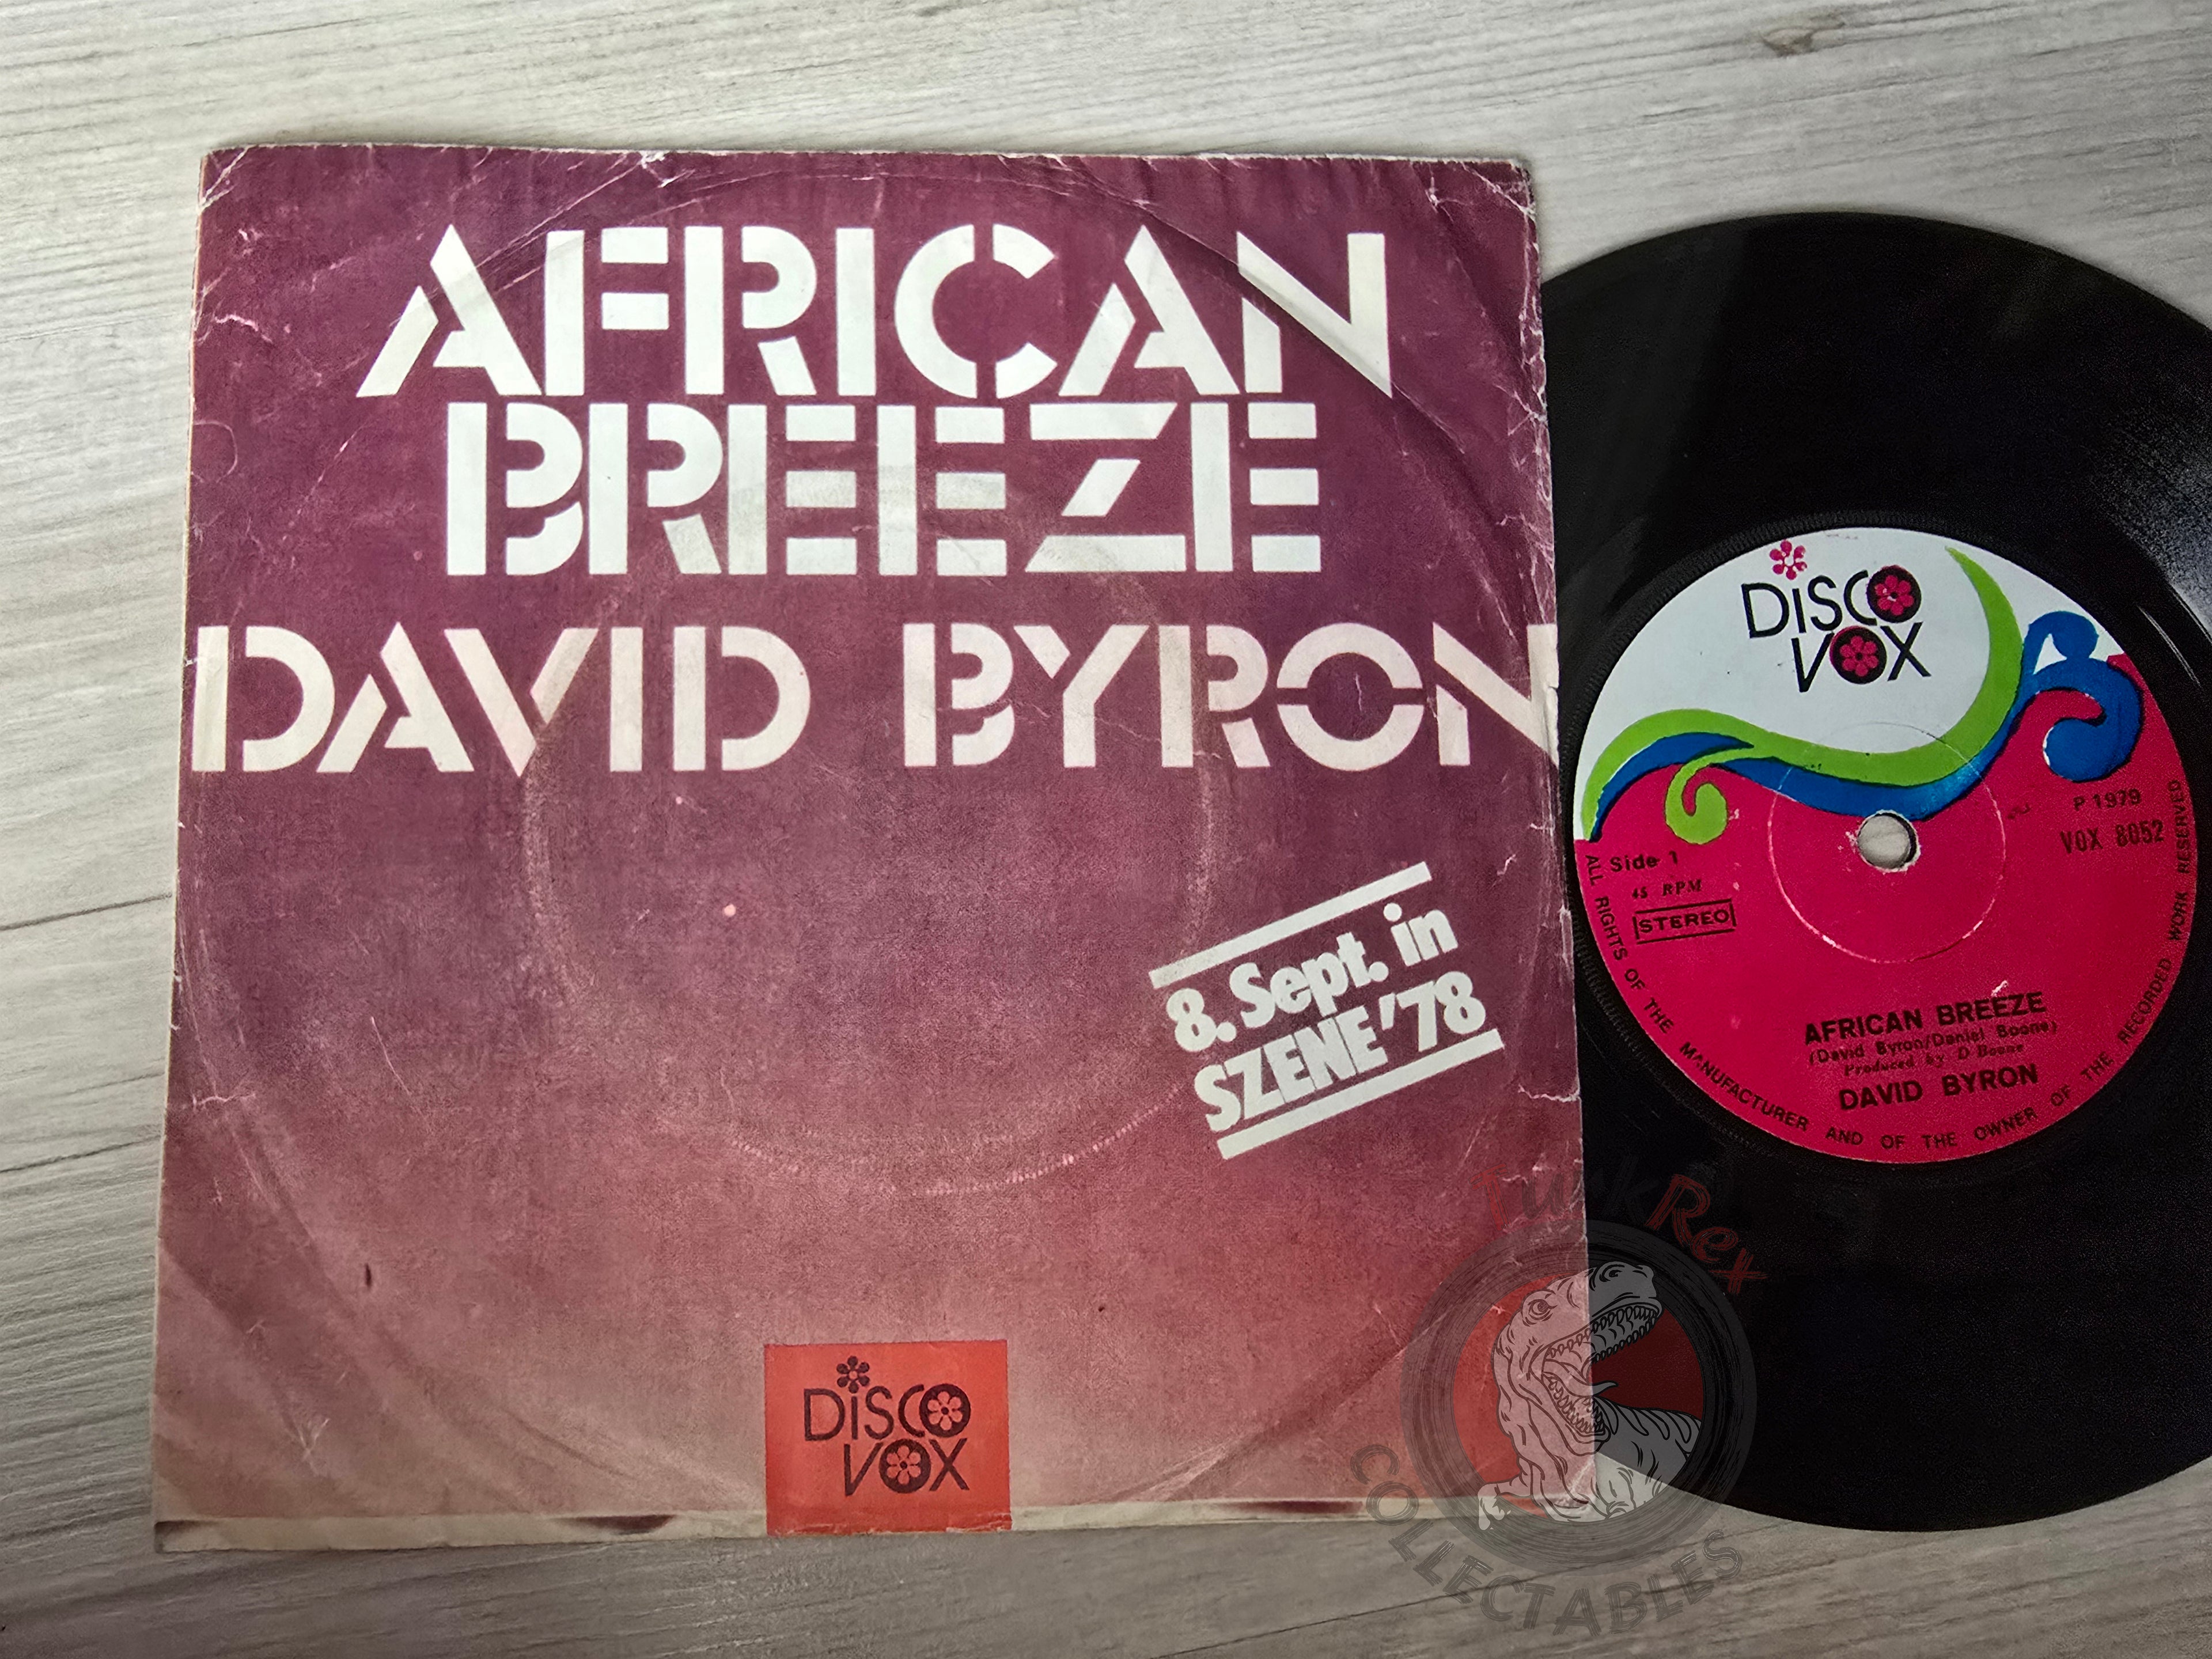 AFRICAN
BREEZE
DAVID BYRON
8. Sept. in
SZENE '78
DISCO
VOX
DISCO
VOX
P 1979
VOX 8052
Side 1
45 RPM
STEREO
AFRICAN BREEZE
(David Byron/Daniel Boone)
Produced by D Boone
DAVID BYRON
ALL RIGHTS OF THE MANUFACTURER AND OF THE OWNER OF THE RECORDED WORK RESERVED
TurkRex
COLLECTABLES